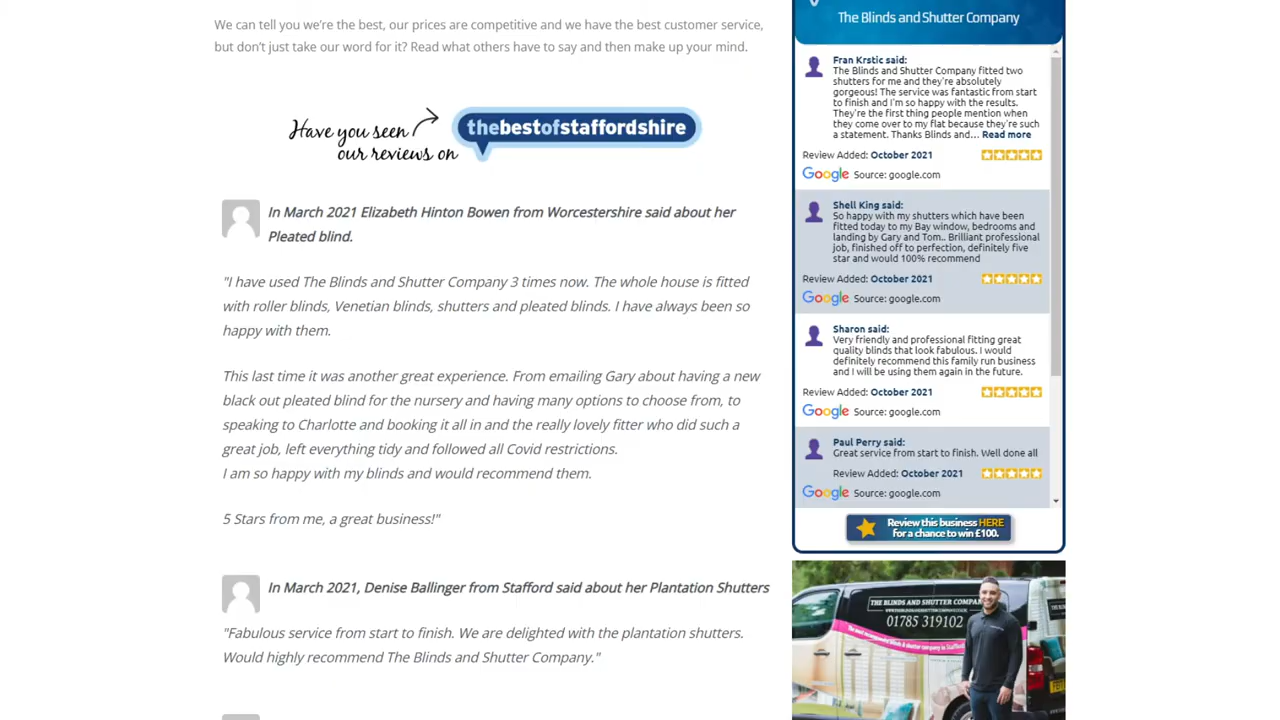 We can tell you we're the best, our prices are competitive and we have the best customer service,
but don't just take our word for it? Read what others have to say and then make up your mind.
Have you seen
our reviews on
thebestofstaffordshire
In March 2021 Elizabeth Hinton Bowen from Worcestershire said about her
Pleated blind.
"I have used The Blinds and Shutter Company 3 times now. The whole house is fitted
with roller blinds, Venetian blinds, shutters and pleated blinds. I have always been so
happy with them.
This last time it was another great experience. From emailing Gary about having a new
black out pleated blind for the nursery and having many options to choose from, to
speaking to Charlotte and booking it all in and the really lovely fitter who did such a
great job, left everything tidy and followed all Covid restrictions.
I am so happy with my blinds and would recommend them.
5 Stars from me, a great business!"
In March 2021, Denise Ballinger from Stafford said about her Plantation Shutters
"Fabulous service from start to finish. We are delighted with the plantation shutters.
Would highly recommend The Blinds and Shutter Company."
The Blinds and Shutter Company
Fran Krstic said:
The Blinds and Shutter Company fitted two
shutters for me and they're absolutely
gorgeous! The service was fantastic from start
to finish and I'm so happy with the results.
They're the first thing people mention when
they come over to my flat because they're such
a statement. Thanks Blinds and... Read more
Review Added: October 2021
Google Source: google.com
Shell King said:
So happy with my shutters which have been
fitted today to my Bay window, bedrooms and
landing by Gary and Tom.. Brilliant professional
job, finished off to perfection, definitely five
star and would 100% recommend
Review Added: October 2021
Google Source: google.com
Sharon said:
Very friendly and professional fitting great
quality blinds that look fabulous. I would
definitely recommend this family run business
and I will be using them again in the future.
Review Added: October 2021
Google Source: google.com
Paul Perry said:
Great service from start to finish. Well done all
Review Added: October 2021
Google Source: google.com
Review this business HERE
for a chance to win £100.
THE BLINDS AND SHUTTER COMPANY
01785 319102